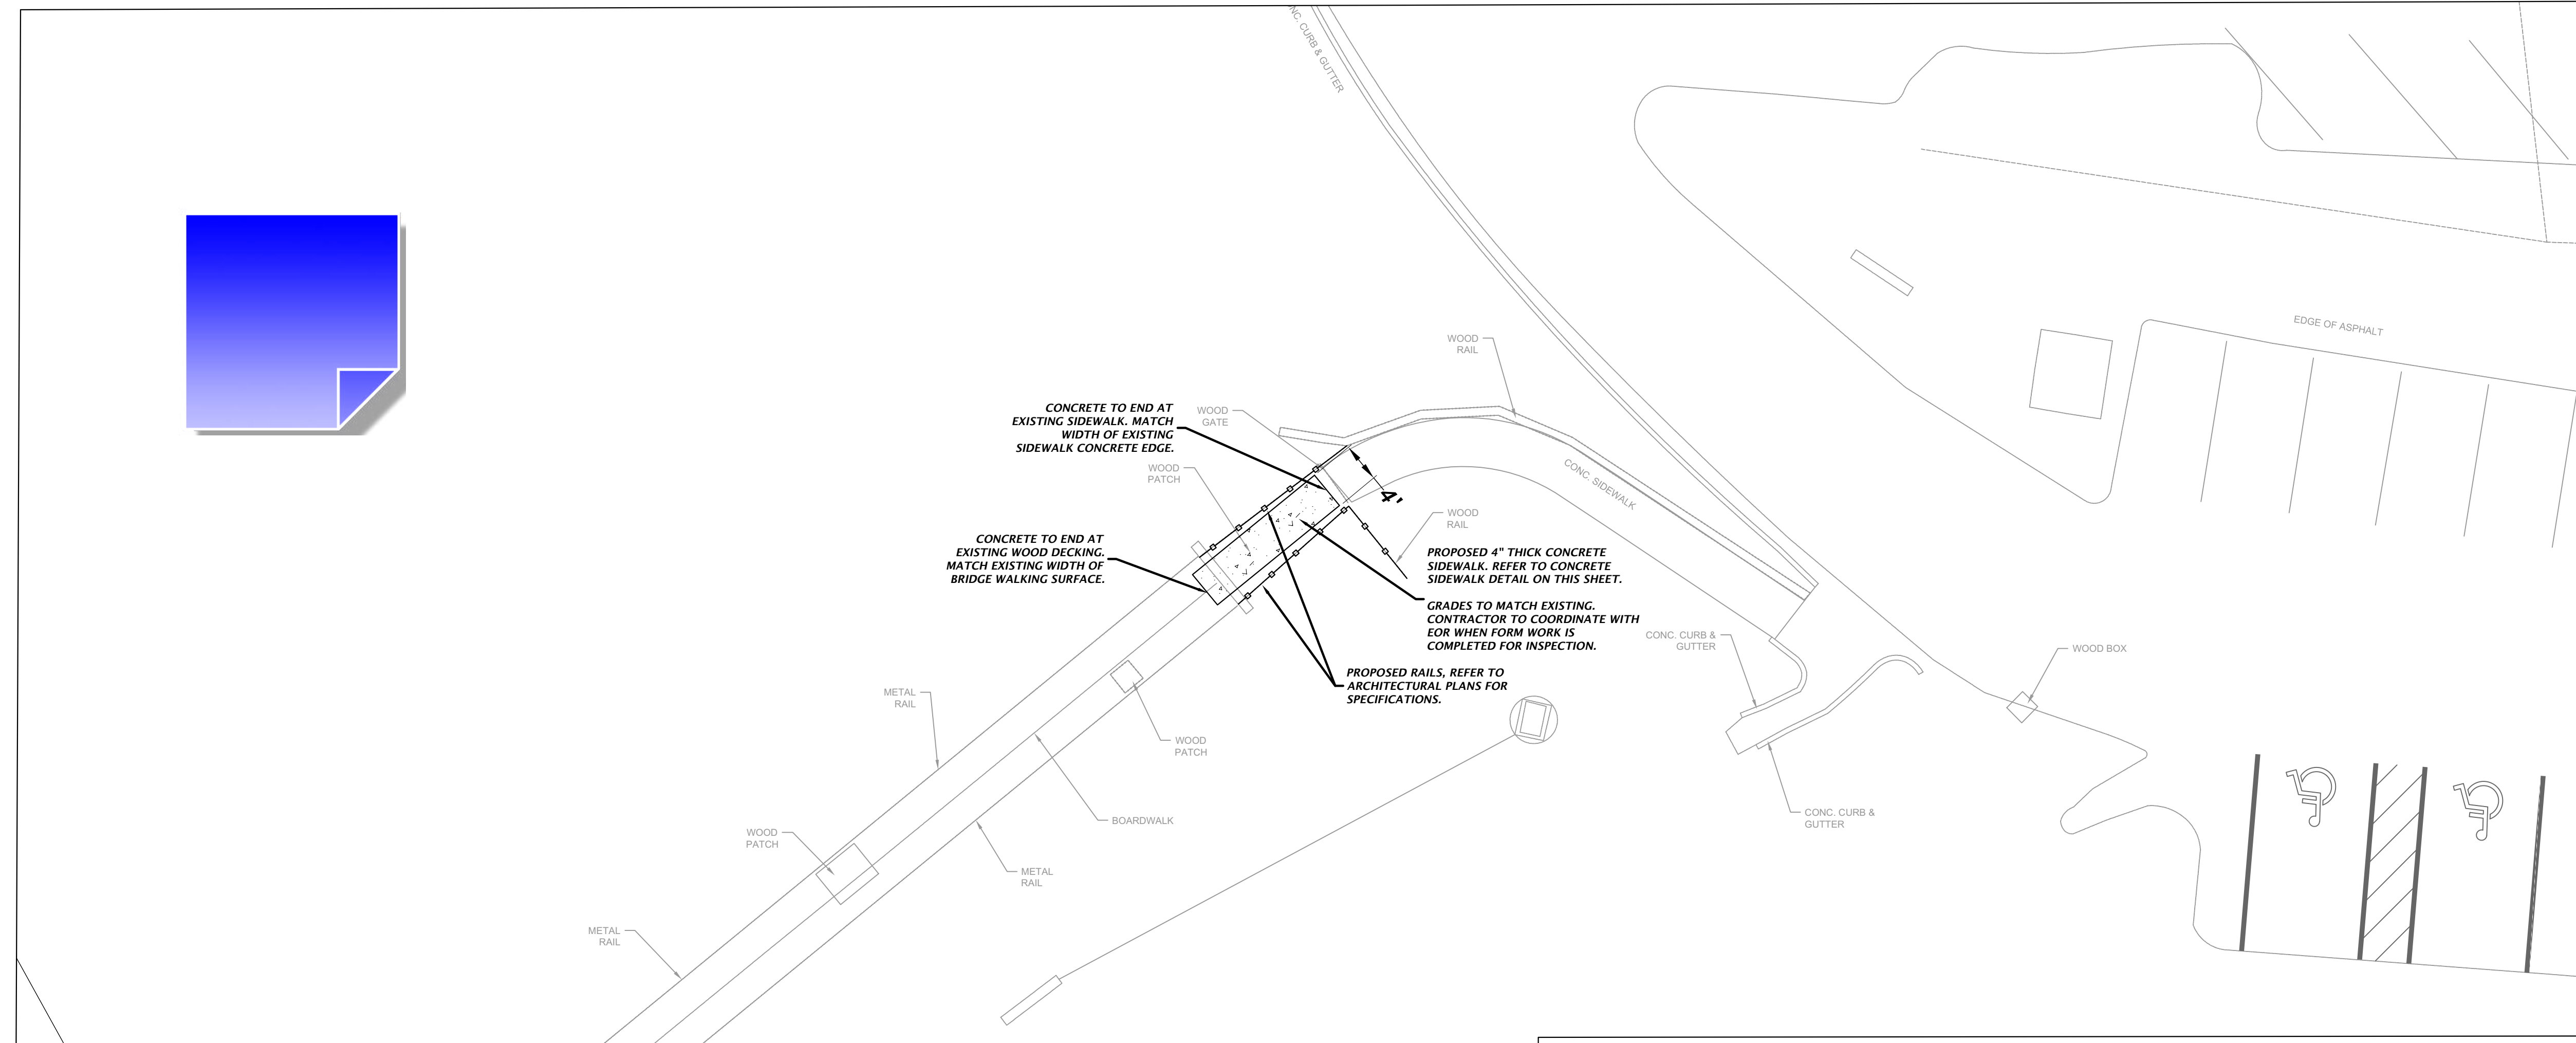 NC. CURB & GUTTER
EDGE OF ASPHALT
WOOD
RAIL
CONCRETE TO END AT
EXISTING SIDEWALK. MATCH
WIDTH OF EXISTING
SIDEWALK CONCRETE EDGE.
WOOD
GATE
WOOD
PATCH
CONC. SIDEWALK
4'
WOOD
RAIL
CONCRETE TO END AT
EXISTING WOOD DECKING.
MATCH EXISTING WIDTH OF
BRIDGE WALKING SURFACE.
PROPOSED 4" THICK CONCRETE
SIDEWALK. REFER TO CONCRETE
SIDEWALK DETAIL ON THIS SHEET.
GRADES TO MATCH EXISTING.
CONTRACTOR TO COORDINATE WITH
EOR WHEN FORM WORK IS
COMPLETED FOR INSPECTION.
CONC. CURB &
GUTTER
WOOD BOX
PROPOSED RAILS, REFER TO
ARCHITECTURAL PLANS FOR
SPECIFICATIONS.
METAL
RAIL
WOOD
PATCH
BOARDWALK
CONC. CURB &
GUTTER
WOOD
PATCH
METAL
RAIL
METAL
RAIL